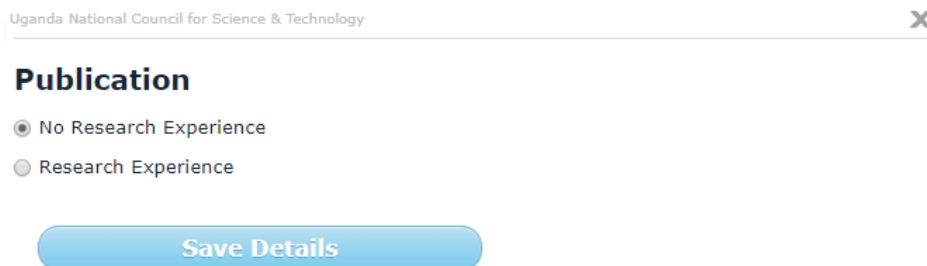 Uganda National Council for Science & Technology
Publication
No Research Experience
Research Experience
Save Details